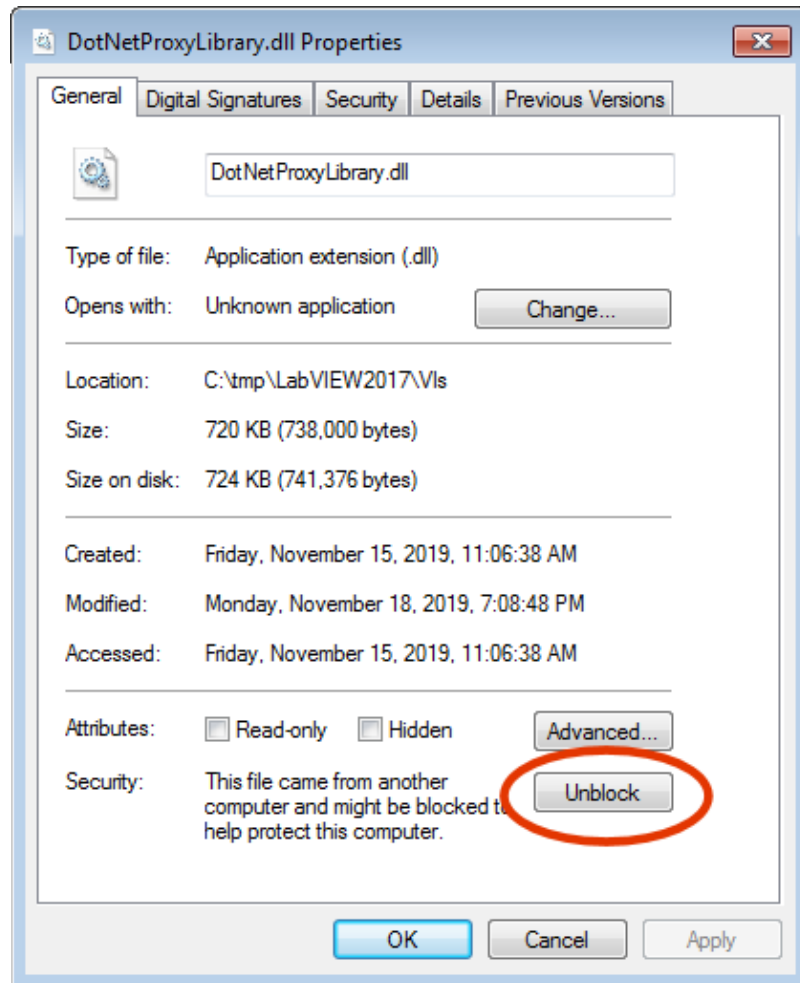 DotNetProxyLibrary.dll Properties
General Digital Signatures Security Details Previous Versions
DotNetProxyLibrary.dll
Type of file: Application extension (.dll)
Opens with: Unknown application Change...
Location: C:\tmp\LabVIEW2017\VIs
Size: 720 KB (738,000 bytes)
Size on disk: 724 KB (741,376 bytes)
Created: Friday, November 15, 2019, 11:06:38 AM
Modified: Monday, November 18, 2019, 7:08:48 PM
Accessed: Friday, November 15, 2019, 11:06:38 AM
Attributes: Read-only Hidden Advanced...
Security: This file came from another
computer and might be blocked to
help protect this computer.
Unblock
OK Cancel Apply